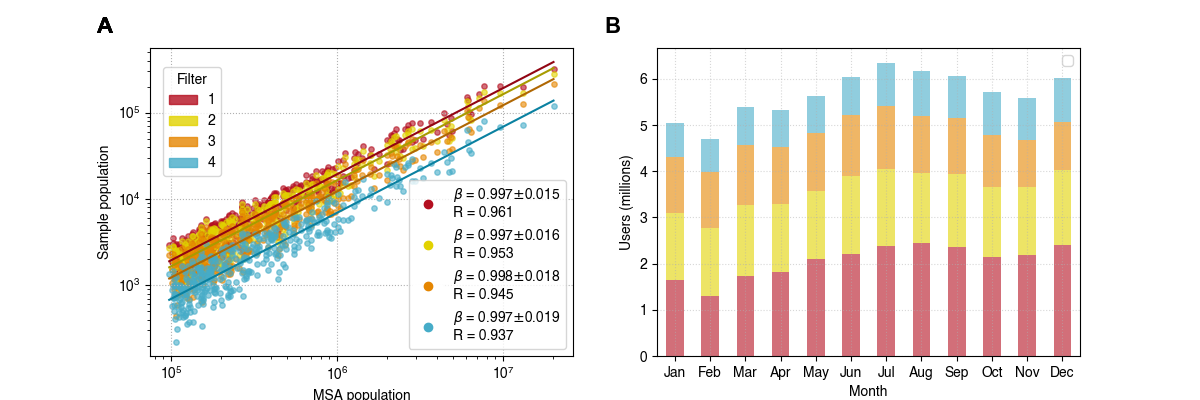 A
Sample population
10⁵
10⁴
10³
Filter
1
2
3
4
β = 0.997±0.015
R = 0.961
β = 0.997±0.016
R = 0.953
β = 0.998±0.018
R = 0.945
β = 0.997±0.019
R = 0.937
10⁵ 10⁶ 10⁷
MSA population
B
Users (millions)
6
5
4
3
2
1
0
Jan Feb Mar Apr May Jun Jul Aug Sep Oct Nov Dec
Month